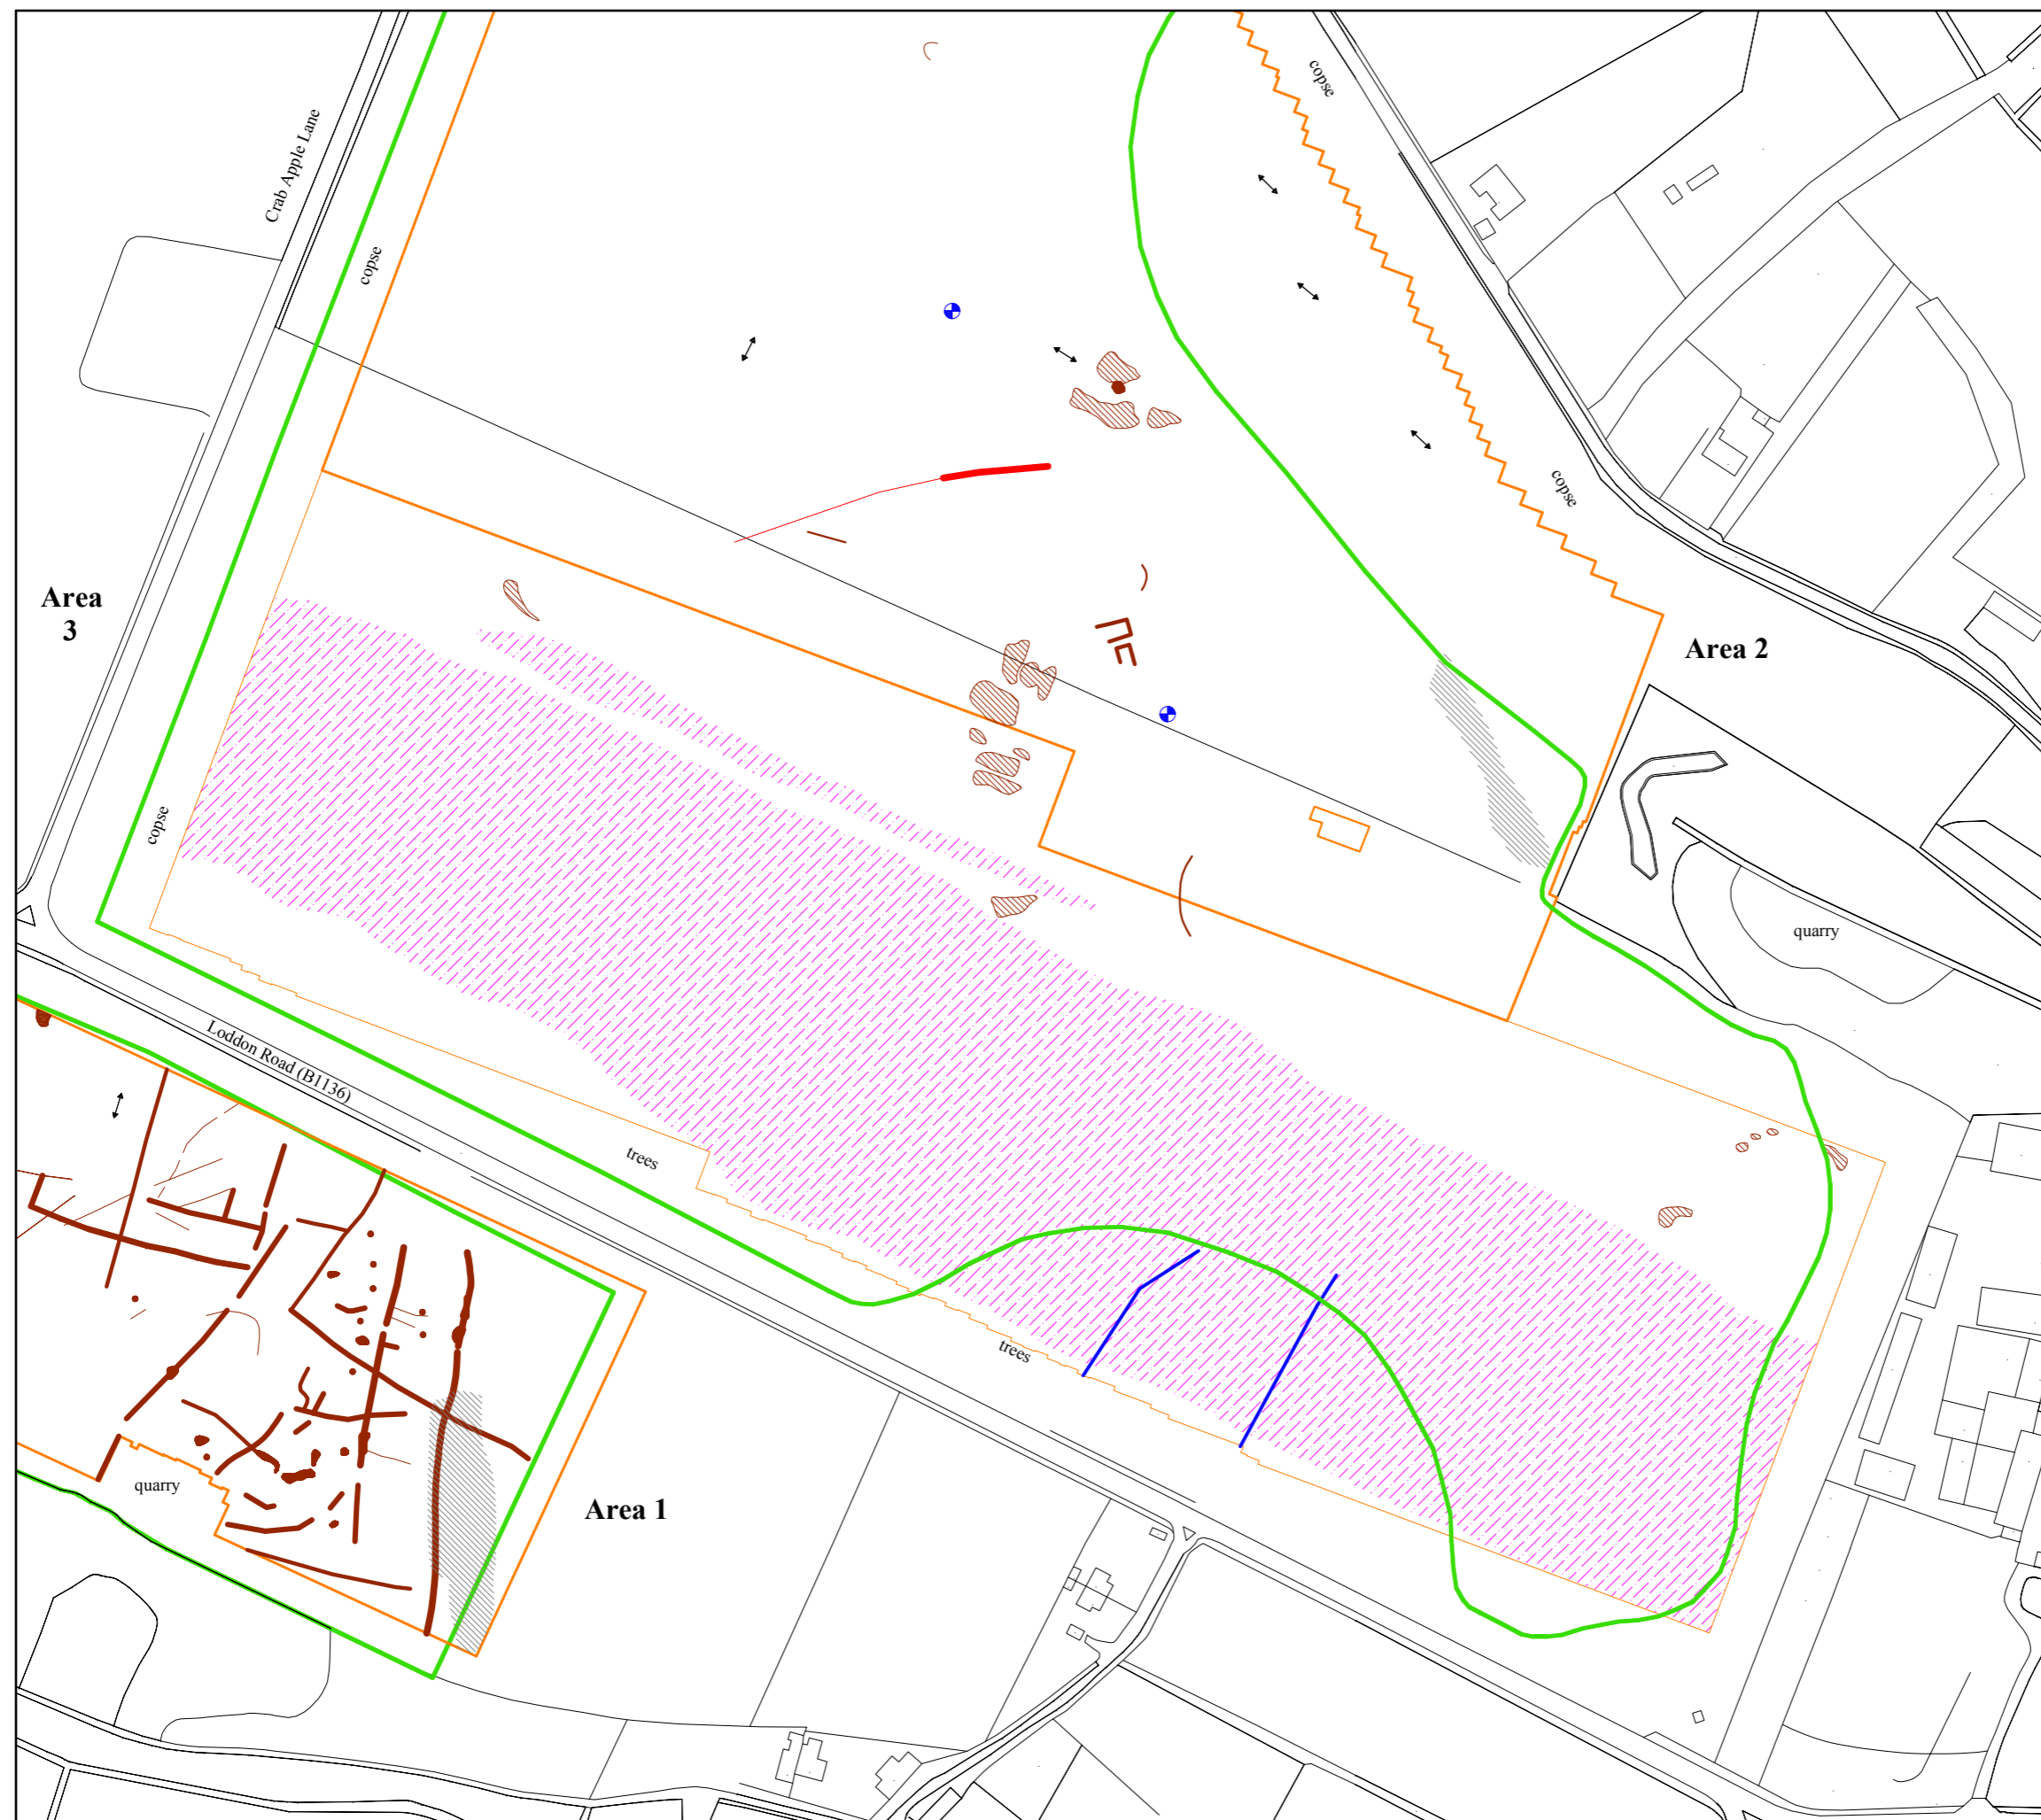 copse
Crab Apple Lane
copse
copse
Area
3
Area 2
copse
quarry
Loddon Road (B1136)
trees
trees
quarry
Area 1